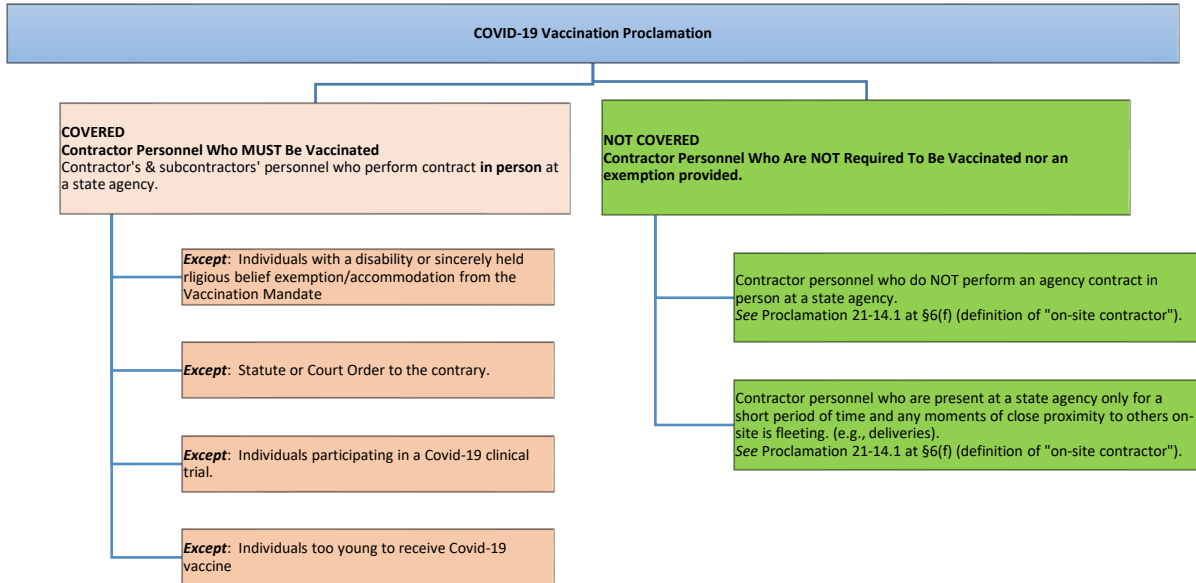 COVID-19 Vaccination Proclamation
COVERED
Contractor Personnel Who MUST Be Vaccinated
Contractor's & subcontractors' personnel who perform contract in person at
a state agency.
Except: Individuals with a disability or sincerely held
rligious belief exemption/accommodation from the
Vaccination Mandate
Except: Statute or Court Order to the contrary.
Except: Individuals participating in a Covid-19 clinical
trial.
Except: Individuals too young to receive Covid-19
vaccine
NOT COVERED
Contractor Personnel Who Are NOT Required To Be Vaccinated nor an
exemption provided.
Contractor personnel who do NOT perform an agency contract in
person at a state agency.
See Proclamation 21-14.1 at §6(f) (definition of "on-site contractor").
Contractor personnel who are present at a state agency only for a
short period of time and any moments of close proximity to others on-
site is fleeting. (e.g., deliveries).
See Proclamation 21-14.1 at §6(f) (definition of "on-site contractor").